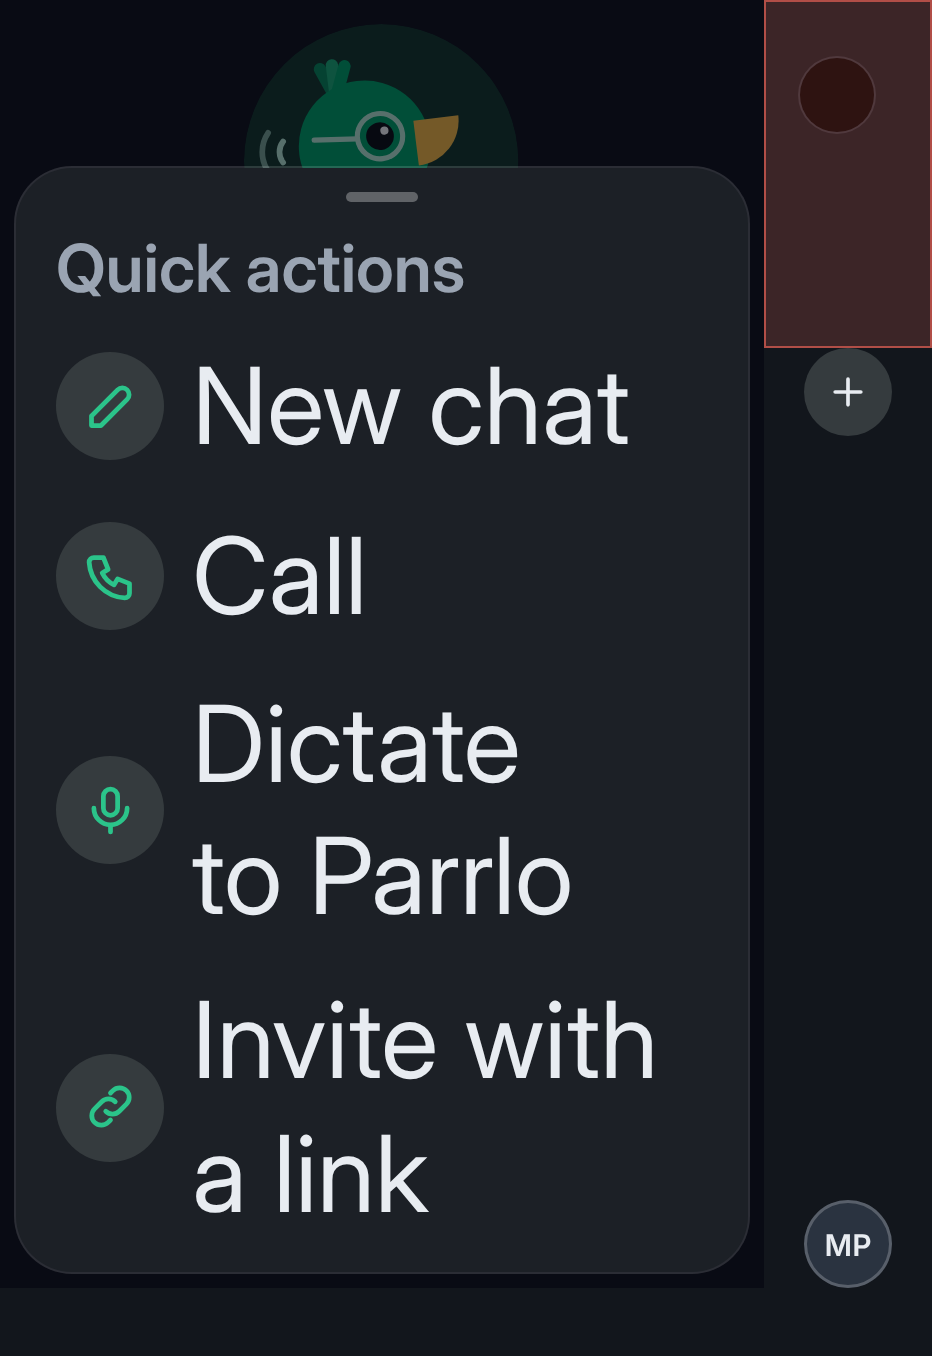 Quick actions
New chat
Call
Dictate
to Parrlo
Invite with
a link
MP